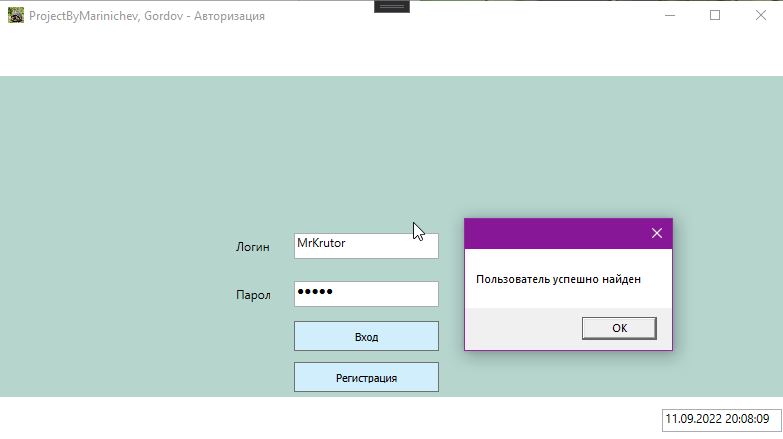 ProjectByMarinichev, Gordov - Авторизация
Логин
MrKrutor
Парол
●●●●●
Вход
Регистрация
Пользователь успешно найден
OK
11.09.2022 20:08:09